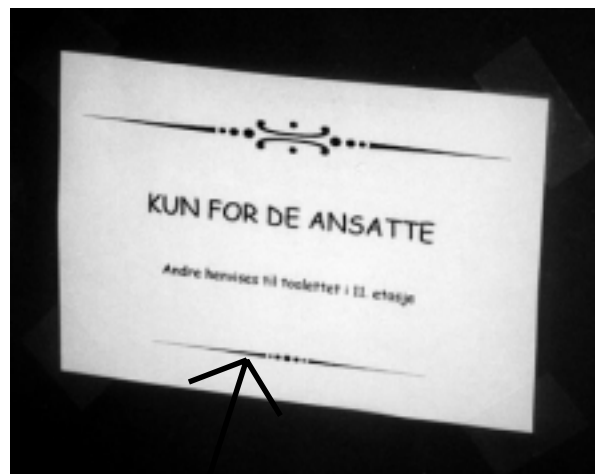 KUN FOR DE ANSATTE
Andre henvises til toalettet i 11. etasje